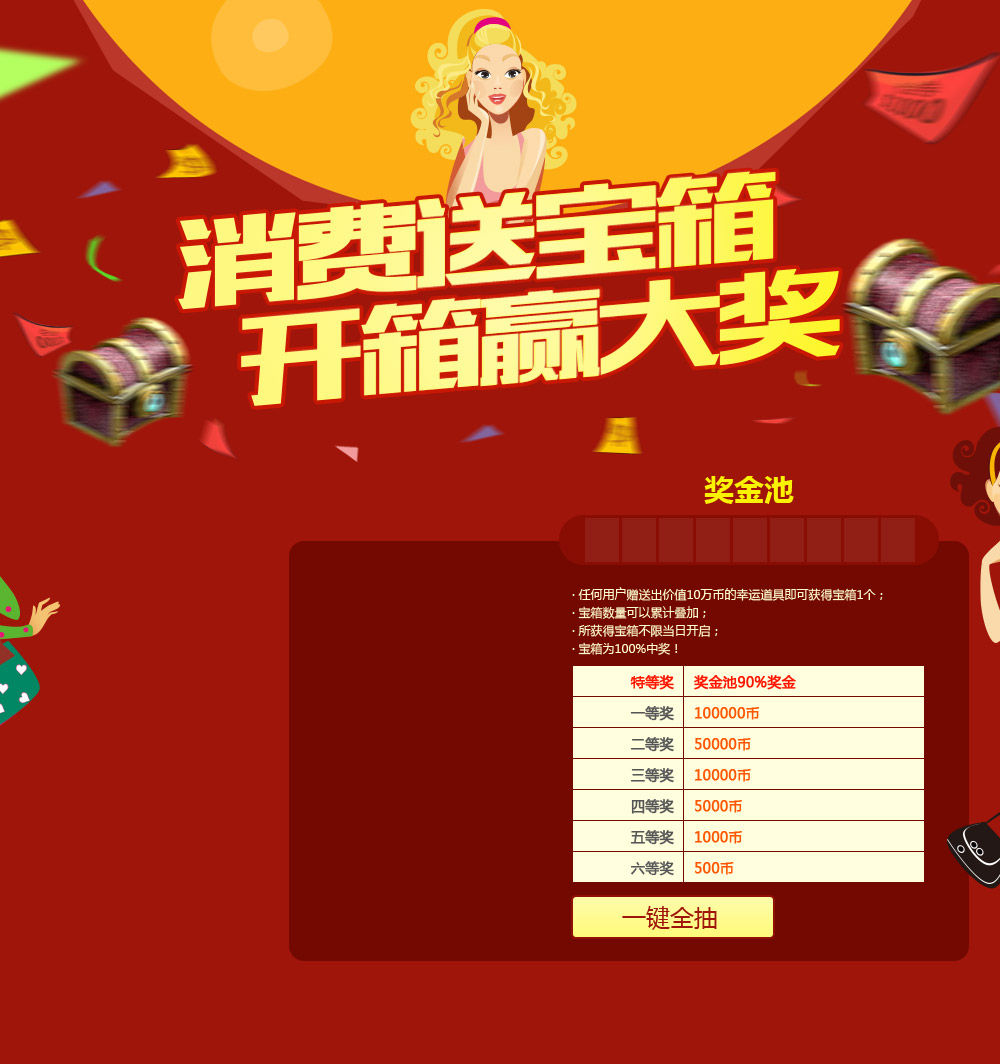 消费送宝箱
开箱赢大奖
奖金池
· 任何用户赠送出价值10万币的幸运道具即可获得宝箱1个；
· 宝箱数量可以累计叠加；
· 所获得宝箱不限当日开启；
· 宝箱为100%中奖！
特等奖 奖金池90%奖金
一等奖 100000币
二等奖 50000币
三等奖 10000币
四等奖 5000币
五等奖 1000币
六等奖 500币
一键全抽